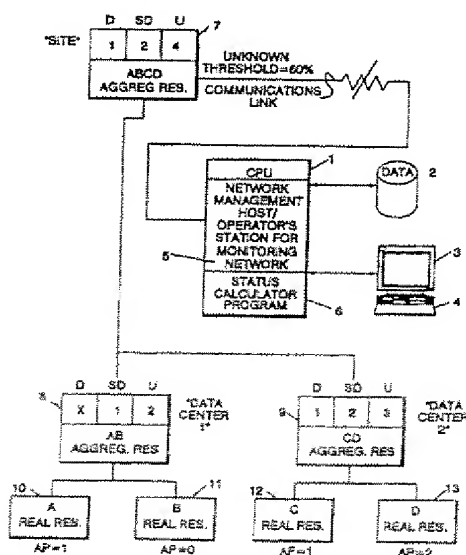 D SD U
7
"SITE"
1 2 4
ABCD
AGGREG RES.
UNKNOWN
THRESHOLD=60%
COMMUNICATIONS
LINK
1
CPU
NETWORK
MANAGEMENT
HOST/
OPERATOR'S
STATION FOR
MONITORING
NETWORK
5
STATUS
CALCULATOR
PROGRAM
6
DATA
2
3
4
D SD U
8
X 1 2
"DATA
CENTER
1"
AB
AGGREG. RES
D SD U
9
1 2 3
"DATA
CENTER
2"
CD
AGGREG. RES
10
A
REAL RES.
AP=1
11
B
REAL RES.
AP=0
12
C
REAL RES.
AP=1
13
D
REAL RES.
AP=2